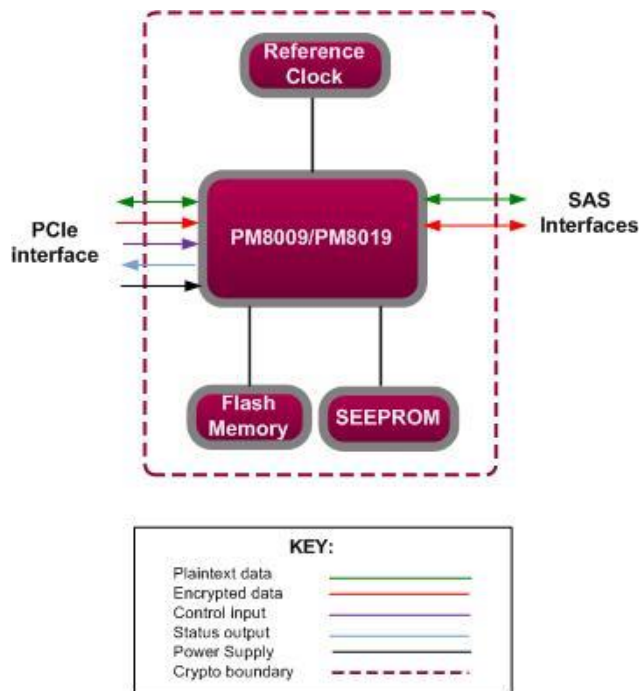 Reference
Clock
PCIe
interface
PM8009/PM8019
SAS
Interfaces
Flash
Memory
SEEPROM
KEY:
Plaintext data
Encrypted data
Control input
Status output
Power Supply
Crypto boundary